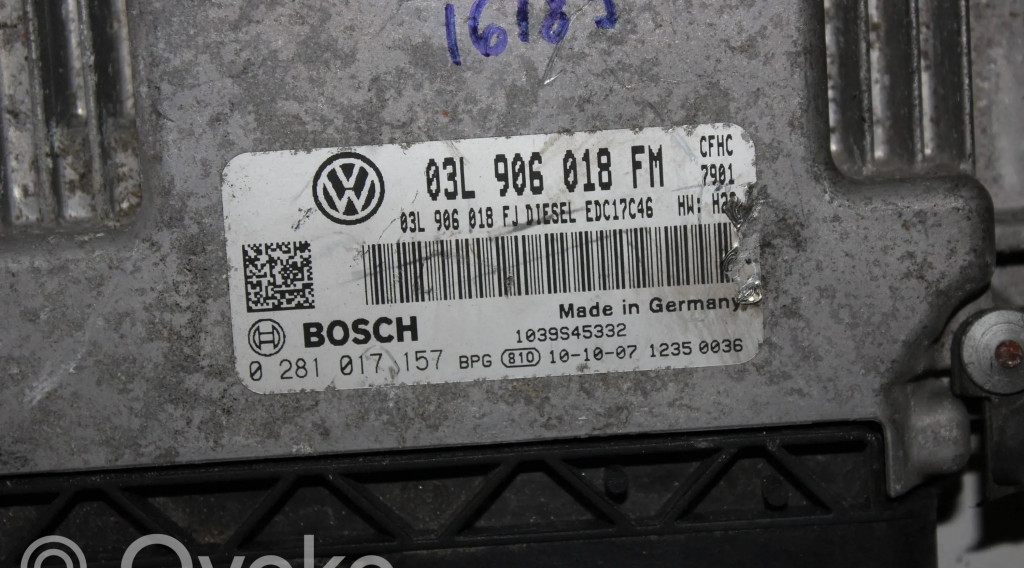 16183
03L 906 018 FM
CFHC
7901
03L 906 018 FJ DIESEL EDC17C46 HW:
Made in Germany
BOSCH
1039S45332
0 281 017 157 BPG 810 10-10-07 1235 0036